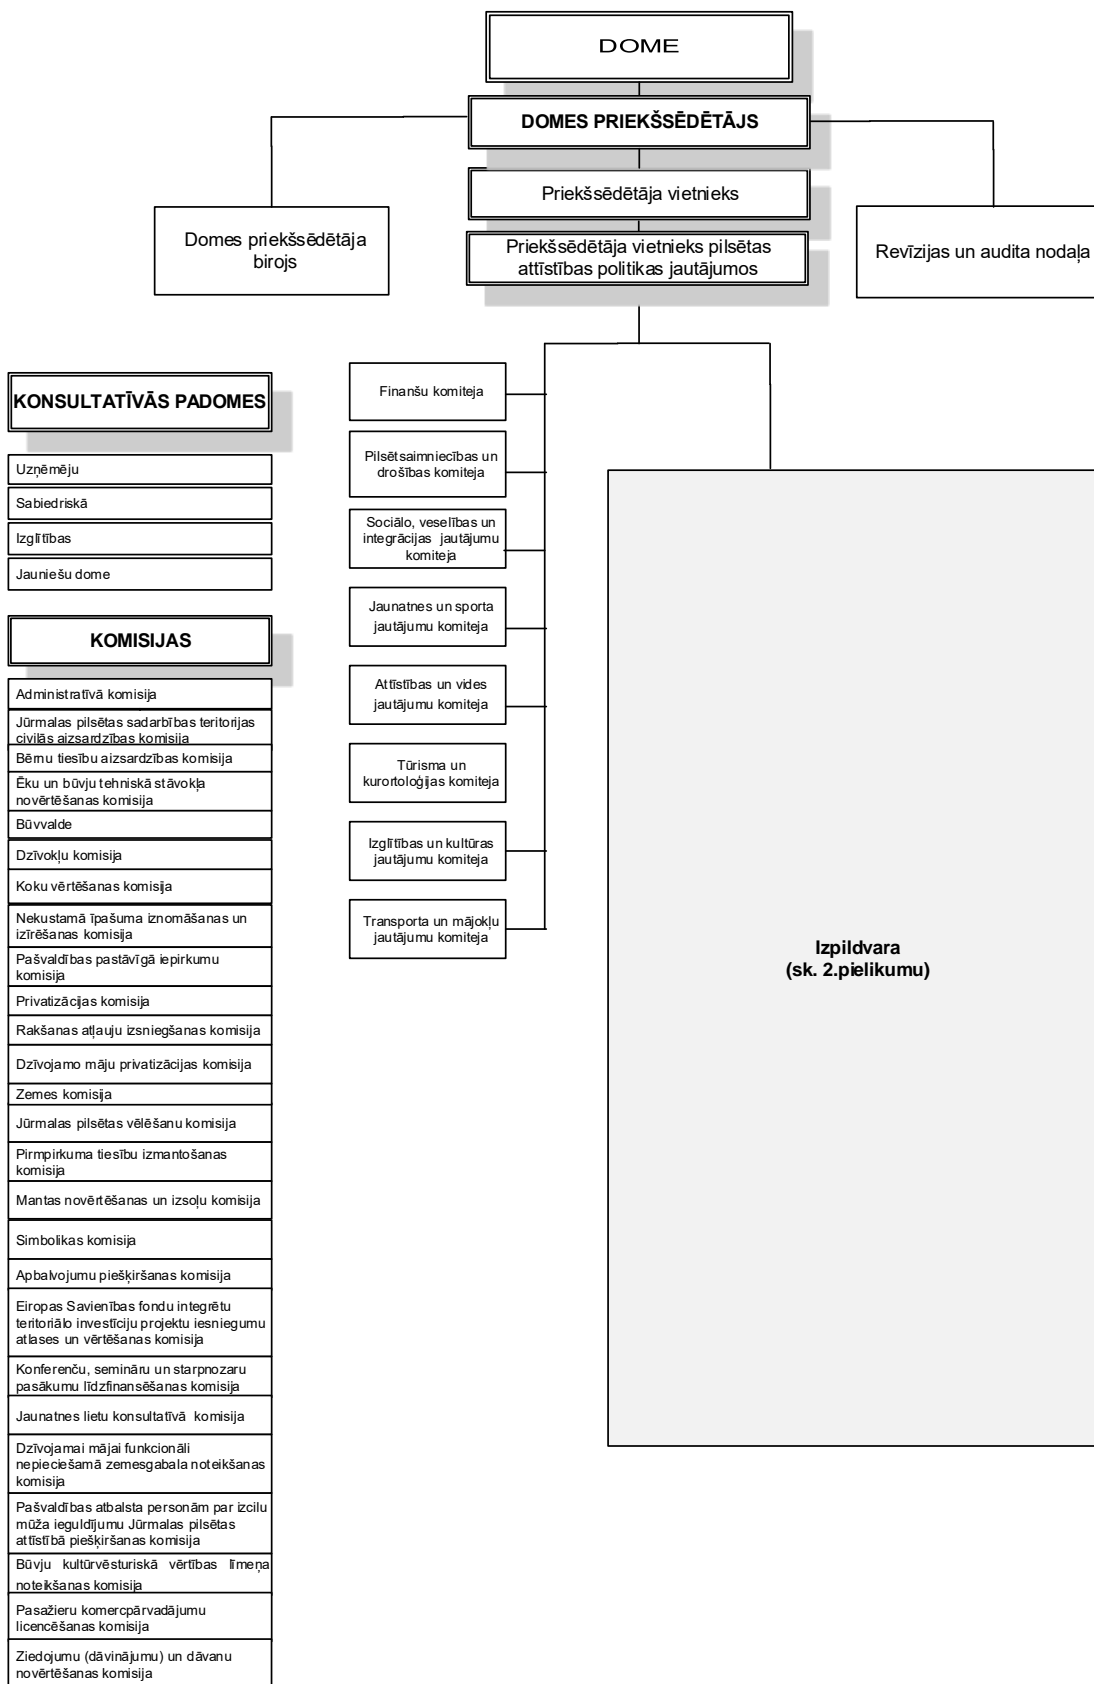 DOME
DOMES PRIEKŠSĒDĒTĀJS
Priekšsēdētāja vietnieks
Domes priekšsēdētāja
birojs
Priekšsēdētāja vietnieks pilsētas
attīstības politikas jautājumos
Revīzijas un audita nodaļa
KONSULTATĪVĀS PADOMES
Uzņēmēju
Sabiedriskā
Izglītības
Jauniešu dome
KOMISIJAS
Administratīvā komisija
Jūrmalas pilsētas sadarbības teritorijas
civilās aizsardzības komisija
Bērnu tiesību aizsardzības komisija
Ēku un būvju tehniskā stāvokļa
novērtēšanas komisija
Būvvalde
Dzīvokļu komisija
Koku vērtēšanas komisija
Nekustamā īpašuma iznomāšanas un
izīrēšanas komisija
Pašvaldības pastāvīgā iepirkumu
komisija
Privatizācijas komisija
Rakšanas atļauju izsniegšanas komisija
Dzīvojamo māju privatizācijas komisija
Zemes komisija
Jūrmalas pilsētas vēlēšanu komisija
Pirmpirkuma tiesību izmantošanas
komisija
Mantas novērtēšanas un izsoļu komisija
Simbolikas komisija
Apbalvojumu piešķiršanas komisija
Eiropas Savienības fondu integrētu
teritoriālo investīciju projektu iesniegumu
atlases un vērtēšanas komisija
Konferenču, semināru un starpnozaru
pasākumu līdzfinansēšanas komisija
Jaunatnes lietu konsultatīvā komisija
Dzīvojamai mājai funkcionāli
nepieciešamā zemesgabala noteikšanas
komisija
Pašvaldības atbalsta personām par izcilu
mūža ieguldījumu Jūrmalas pilsētas
attīstībā piešķiršanas komisija
Būvju kultūrvēsturiskā vērtības līmeņa
noteikšanas komisija
Pasažieru komercpārvadājumu
licencēšanas komisija
Ziedojumu (dāvinājumu) un dāvanu
novērtēšanas komisija
Finanšu komiteja
Pilsētsaimniecības un
drošības komiteja
Sociālo, veselības un
integrācijas jautājumu
komiteja
Jaunatnes un sporta
jautājumu komiteja
Attīstības un vides
jautājumu komiteja
Tūrisma un
kurortoloģijas komiteja
Izglītības un kultūras
jautājumu komiteja
Transporta un mājokļu
jautājumu komiteja
Izpildvara
(sk. 2.pielikumu)